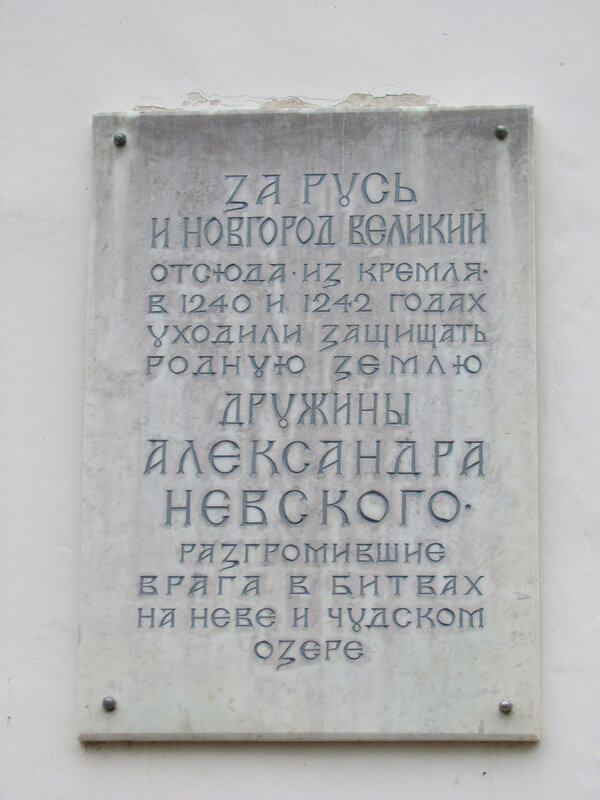 ЗА РУСЬ
И НОВГОРОД ВЕЛИКИЙ
ОТСЮДА·ИЗ КРЕМЛЯ·
В 1240 И 1242 ГОДАХ
УХОДИЛИ ЗАЩИЩАТЬ
РОДНУЮ ЗЕМЛЮ
ДРУЖИНЫ
АЛЕКСАНДРА
НЕВСКОГО·
РАЗГРОМИВШИЕ
ВРАГА В БИТВАХ
НА НЕВЕ И ЧУДСКОМ
ОЗЕРЕ